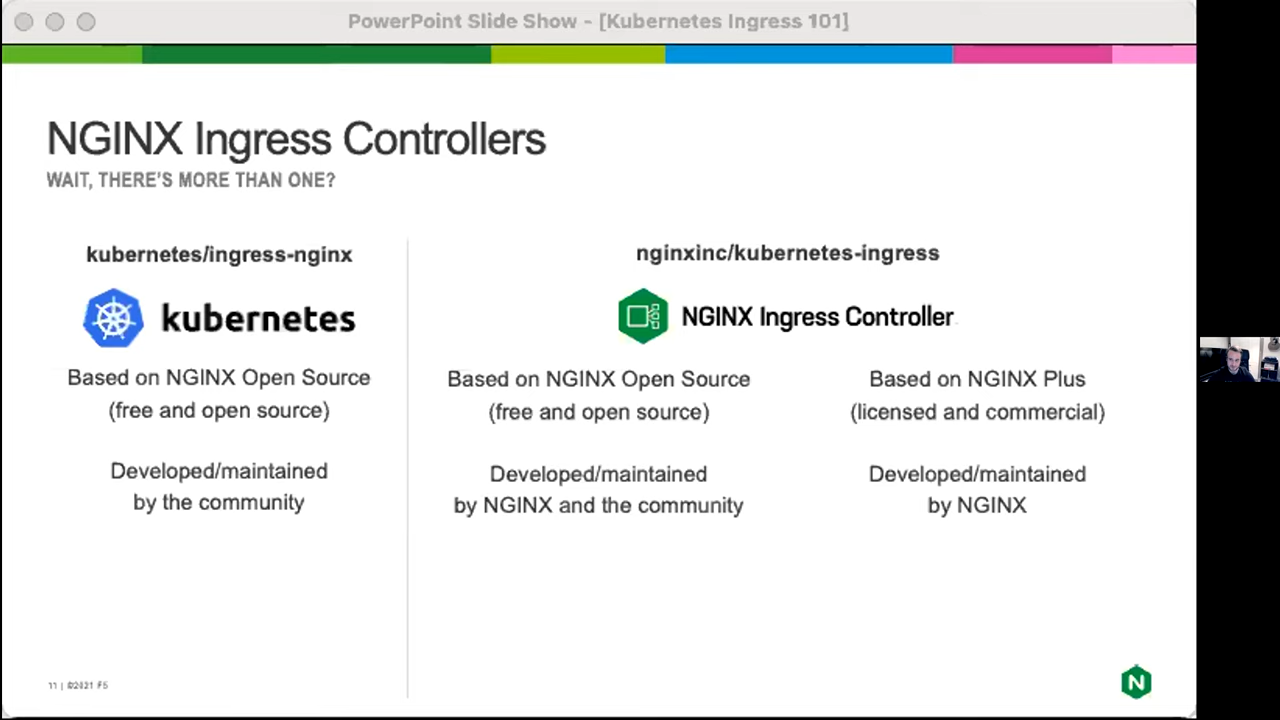 PowerPoint Slide Show - [Kubernetes Ingress 101]
NGINX Ingress Controllers
WAIT, THERE'S MORE THAN ONE?
kubernetes/ingress-nginx
kubernetes
Based on NGINX Open Source
(free and open source)
Developed/maintained
by the community
nginxinc/kubernetes-ingress
NGINX Ingress Controller
Based on NGINX Open Source
(free and open source)
Developed/maintained
by NGINX and the community
Based on NGINX Plus
(licensed and commercial)
Developed/maintained
by NGINX
11 | ©2021 F5
N